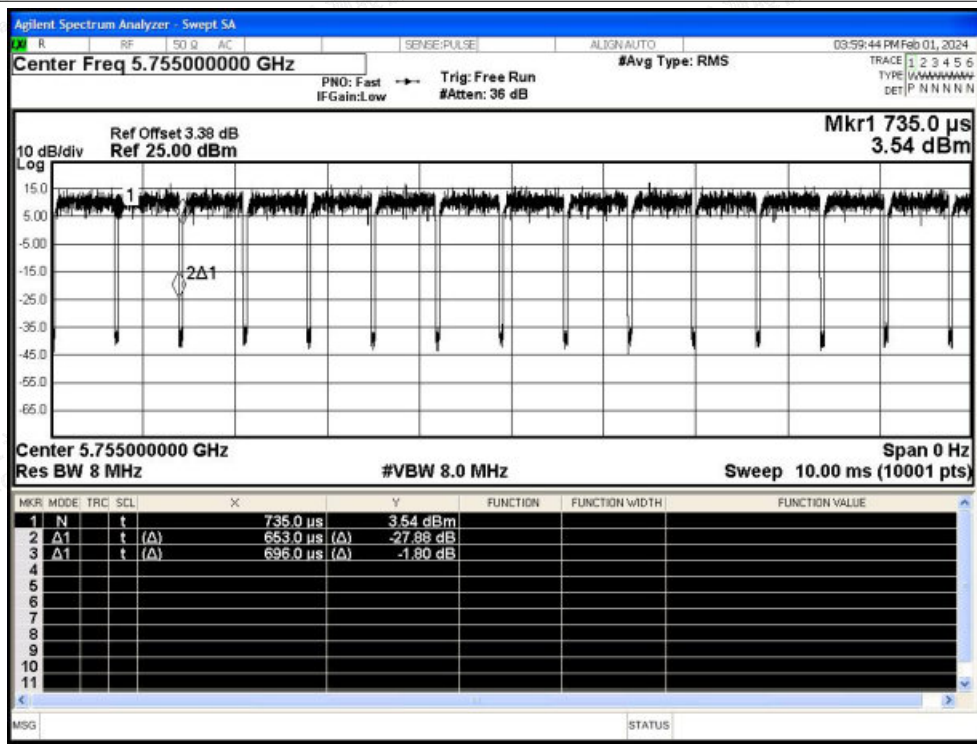 Agilent Spectrum Analyzer - Swept SA
LXI R RF 50 Ω AC SENSE:PULSE ALIGNAUTO 03:59:44 PM Feb 01, 2024
Center Freq 5.755000000 GHz #Avg Type: RMS TRACE 1 2 3 4 5 6
PNO: Fast Trig: Free Run TYPE WWWWWW
IFGain:Low #Atten: 36 dB DET P N N N N N
Mkr1 735.0 µs
3.54 dBm
Ref Offset 3.38 dB
10 dB/div Ref 25.00 dBm
Log
15.0
5.00
-5.00
-15.0
-25.0
-35.0
-45.0
-55.0
-65.0
1
2Δ1
Center 5.755000000 GHz Span 0 Hz
Res BW 8 MHz #VBW 8.0 MHz Sweep 10.00 ms (10001 pts)
MKR MODE TRC SCL X Y FUNCTION FUNCTION WIDTH FUNCTION VALUE
1 N t 735.0 µs 3.54 dBm
2 Δ1 t (Δ) 653.0 µs (Δ) -27.88 dB
3 Δ1 t (Δ) 696.0 µs (Δ) -1.80 dB
4
5
6
7
8
9
10
11
MSG STATUS